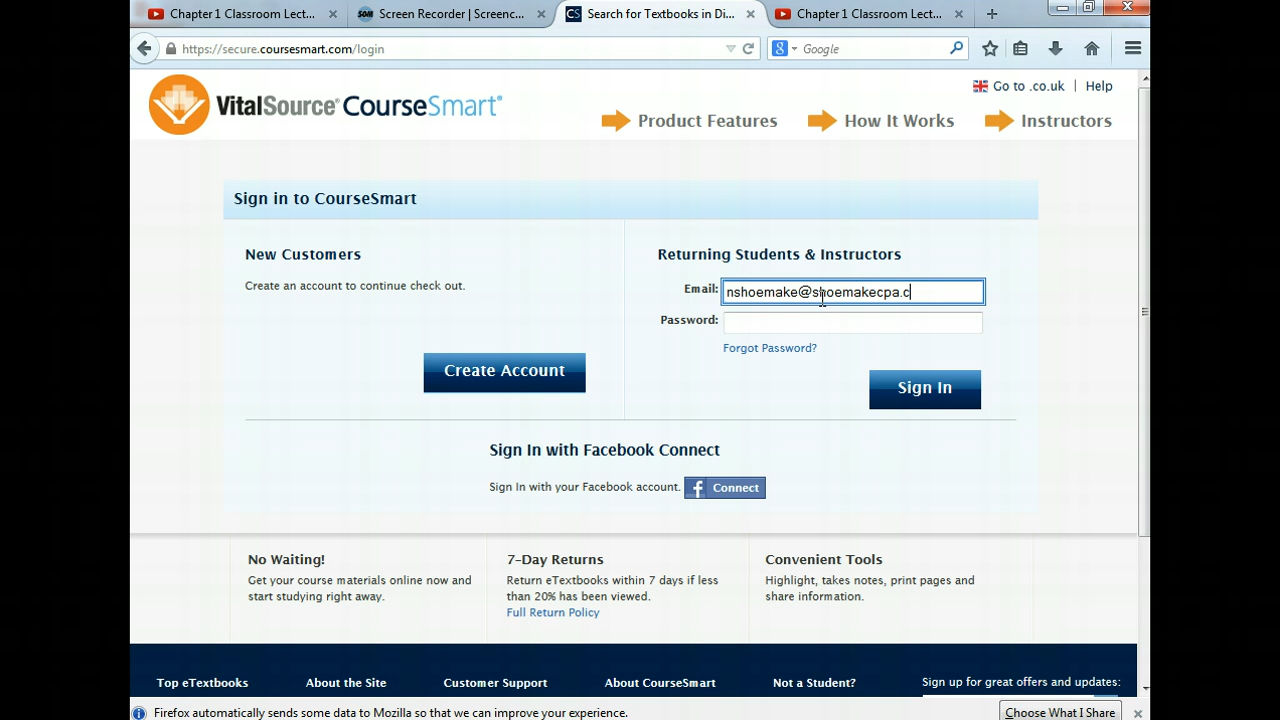 Chapter 1 Classroom Lect...
Screen Recorder | Screenc...
Search for Textbooks in Di...
Chapter 1 Classroom Lect...
https://secure.coursesmart.com/login
Google
VitalSource® CourseSmart®
Go to .co.uk | Help
Product Features
How It Works
Instructors
Sign in to CourseSmart
New Customers
Create an account to continue check out.
Create Account
Returning Students & Instructors
Email: nshoemake@shoemakecpa.c
Password:
Forgot Password?
Sign In
Sign In with Facebook Connect
Sign In with your Facebook account. Connect
No Waiting!
Get your course materials online now and
start studying right away.
7-Day Returns
Return eTextbooks within 7 days if less
than 20% has been viewed.
Full Return Policy
Convenient Tools
Highlight, takes notes, print pages and
share information.
Top eTextbooks
About the Site
Customer Support
About CourseSmart
Not a Student?
Sign up for great offers and updates:
Firefox automatically sends some data to Mozilla so that we can improve your experience.
Choose What I Share